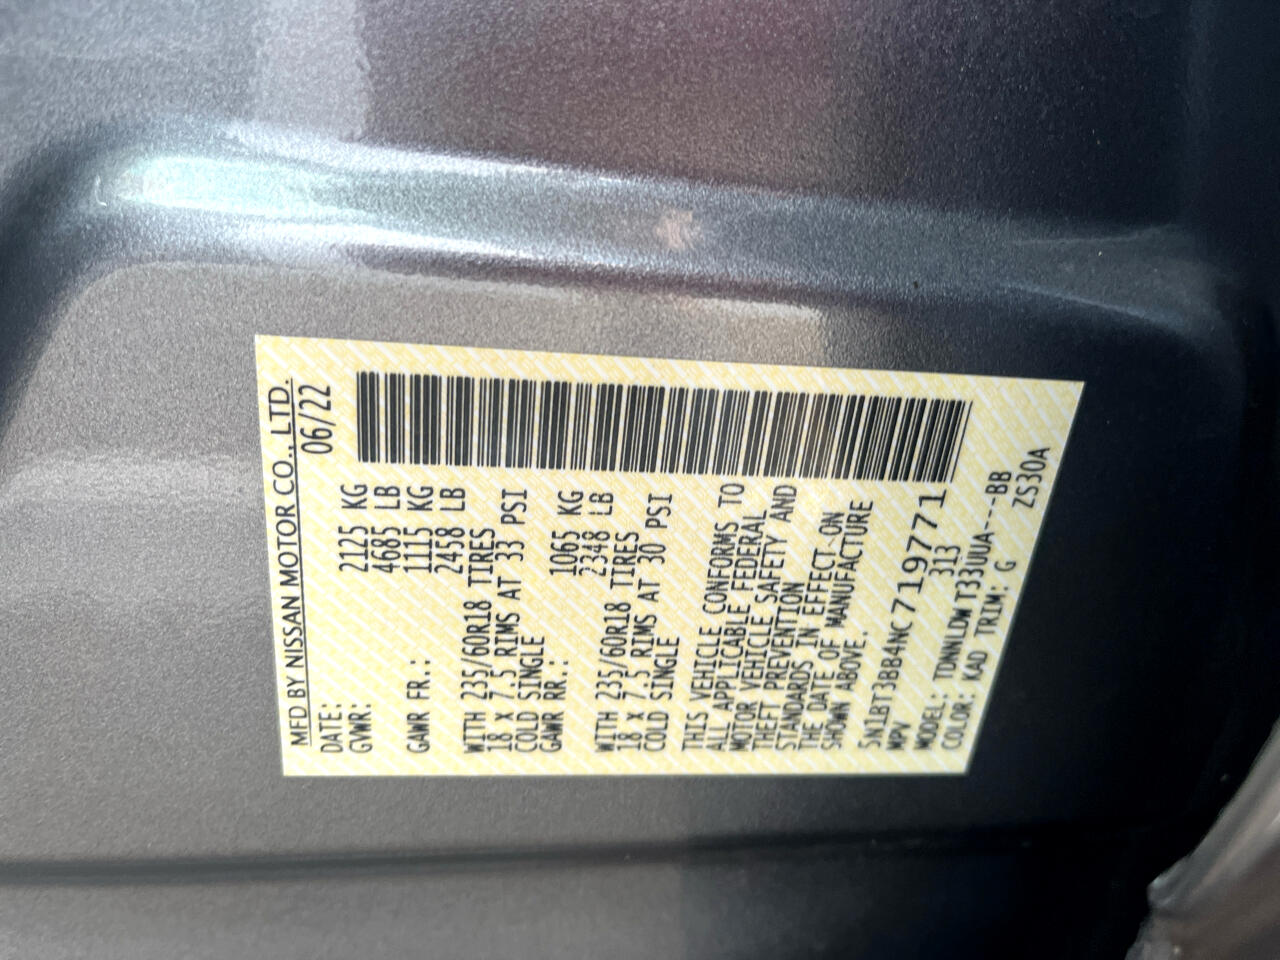 MFD BY NISSAN MOTOR CO., LTD.
DATE: 06/22
GVWR: 2125 KG
4685 LB
GAWR FR.: 1115 KG
2458 LB
WITH 235/60R18 TIRES
18 X 7.5 RIMS AT 33 PSI
COLD SINGLE
GAWR RR.: 1065 KG
2348 LB
WITH 235/60R18 TIRES
18 X 7.5 RIMS AT 30 PSI
COLD SINGLE
THIS VEHICLE CONFORMS TO
ALL APPLICABLE FEDERAL
MOTOR VEHICLE SAFETY AND
THEFT PREVENTION
STANDARDS IN EFFECT ON
THE DATE OF MANUFACTURE
SHOWN ABOVE.
5N1BT3BB4NC719771
MPV 313
MODEL: TDNNLDWT33UUA---BB
COLOR: KAD TRIM: G ZS30A